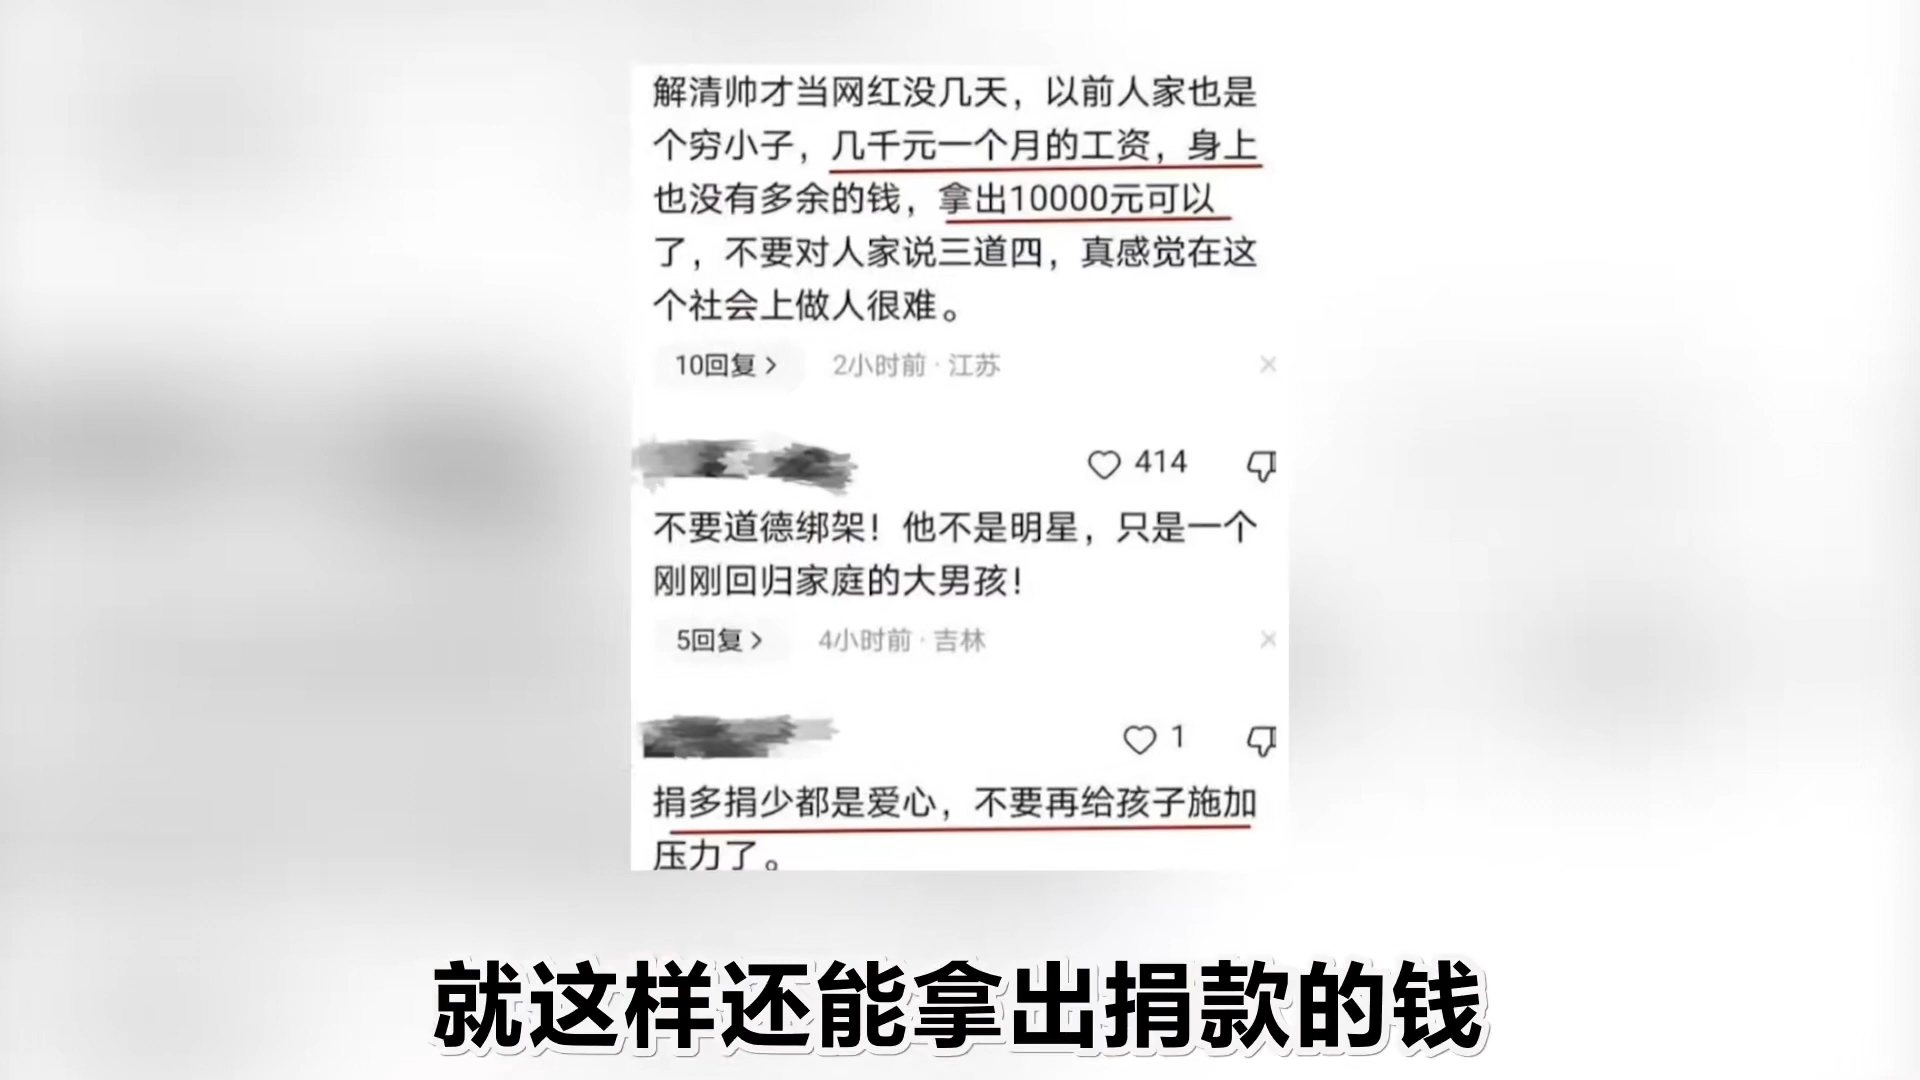 解清帅才当网红没几天，以前人家也是
个穷小子，几千元一个月的工资，身上
也没有多余的钱，拿出10000元可以
了，不要对人家说三道四，真感觉在这
个社会上做人很难。
10回复 > 2小时前·江苏 ×
414
不要道德绑架！他不是明星，只是一个
刚刚回归家庭的大男孩！
5回复 > 4小时前·吉林 ×
1
捐多捐少都是爱心，不要再给孩子施加
压力了。
就这样还能拿出捐款的钱